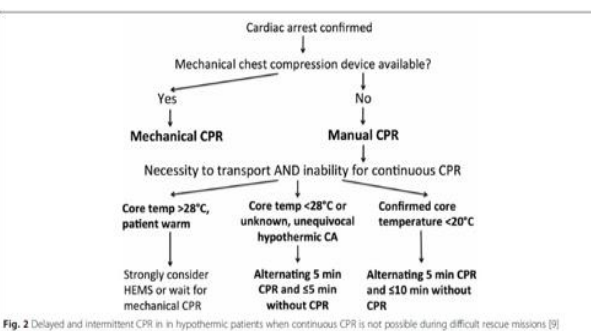 Cardiac arrest confirmed
Mechanical chest compression device available?
Yes
No
Mechanical CPR
Manual CPR
Necessity to transport AND inability for continuous CPR
Core temp >28°C,
patient warm
Core temp <28°C or
unknown, unequivocal
hypothermic CA
Confirmed core
temperature <20°C
Strongly consider
HEMS or wait for
mechanical CPR
Alternating 5 min
CPR and ≤5 min
without CPR
Alternating 5 min CPR
and ≤10 min without
CPR
Fig. 2 Delayed and intermittent CPR in in hypothermic patients when continuous CPR is not possible during difficult rescue missions [9]